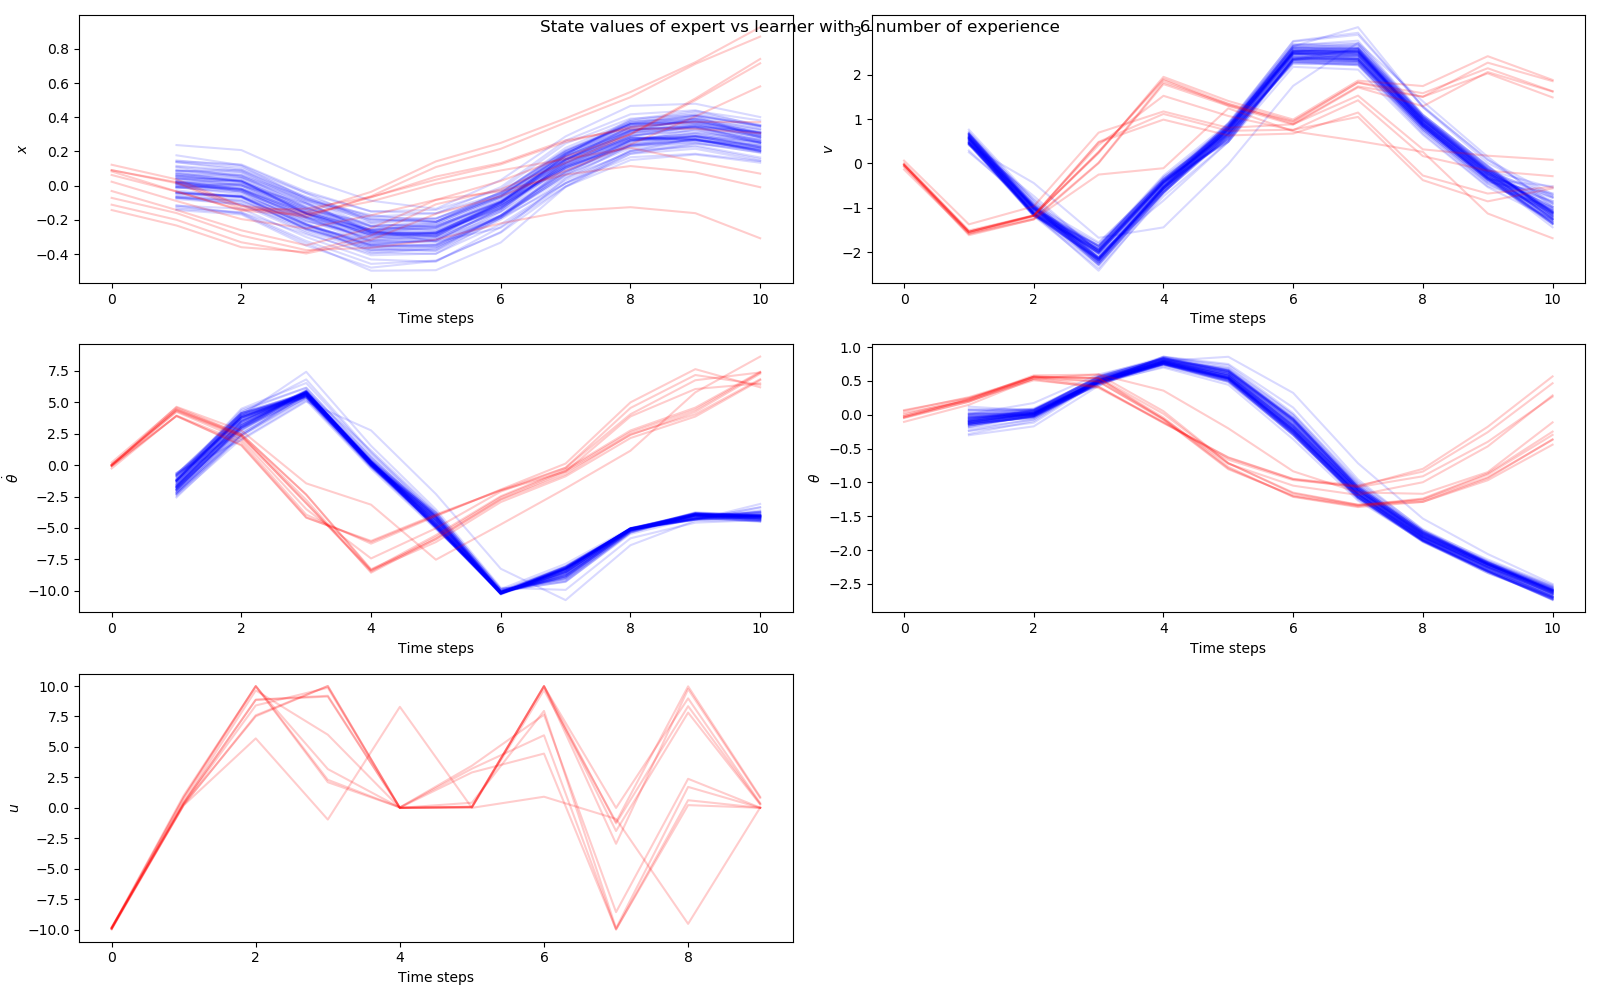 State values of expert vs learner with 6 number of experience
0.8
0.6
0.4
0.2
0.0
−0.2
−0.4
x
0 2 4 6 8 10
Time steps
3
2
1
0
−1
−2
v
0 2 4 6 8 10
Time steps
7.5
5.0
2.5
0.0
−2.5
−5.0
−7.5
−10.0
θ̇
0 2 4 6 8 10
Time steps
1.0
0.5
0.0
−0.5
−1.0
−1.5
−2.0
−2.5
θ
0 2 4 6 8 10
Time steps
10.0
7.5
5.0
2.5
0.0
−2.5
−5.0
−7.5
−10.0
u
0 2 4 6 8
Time steps